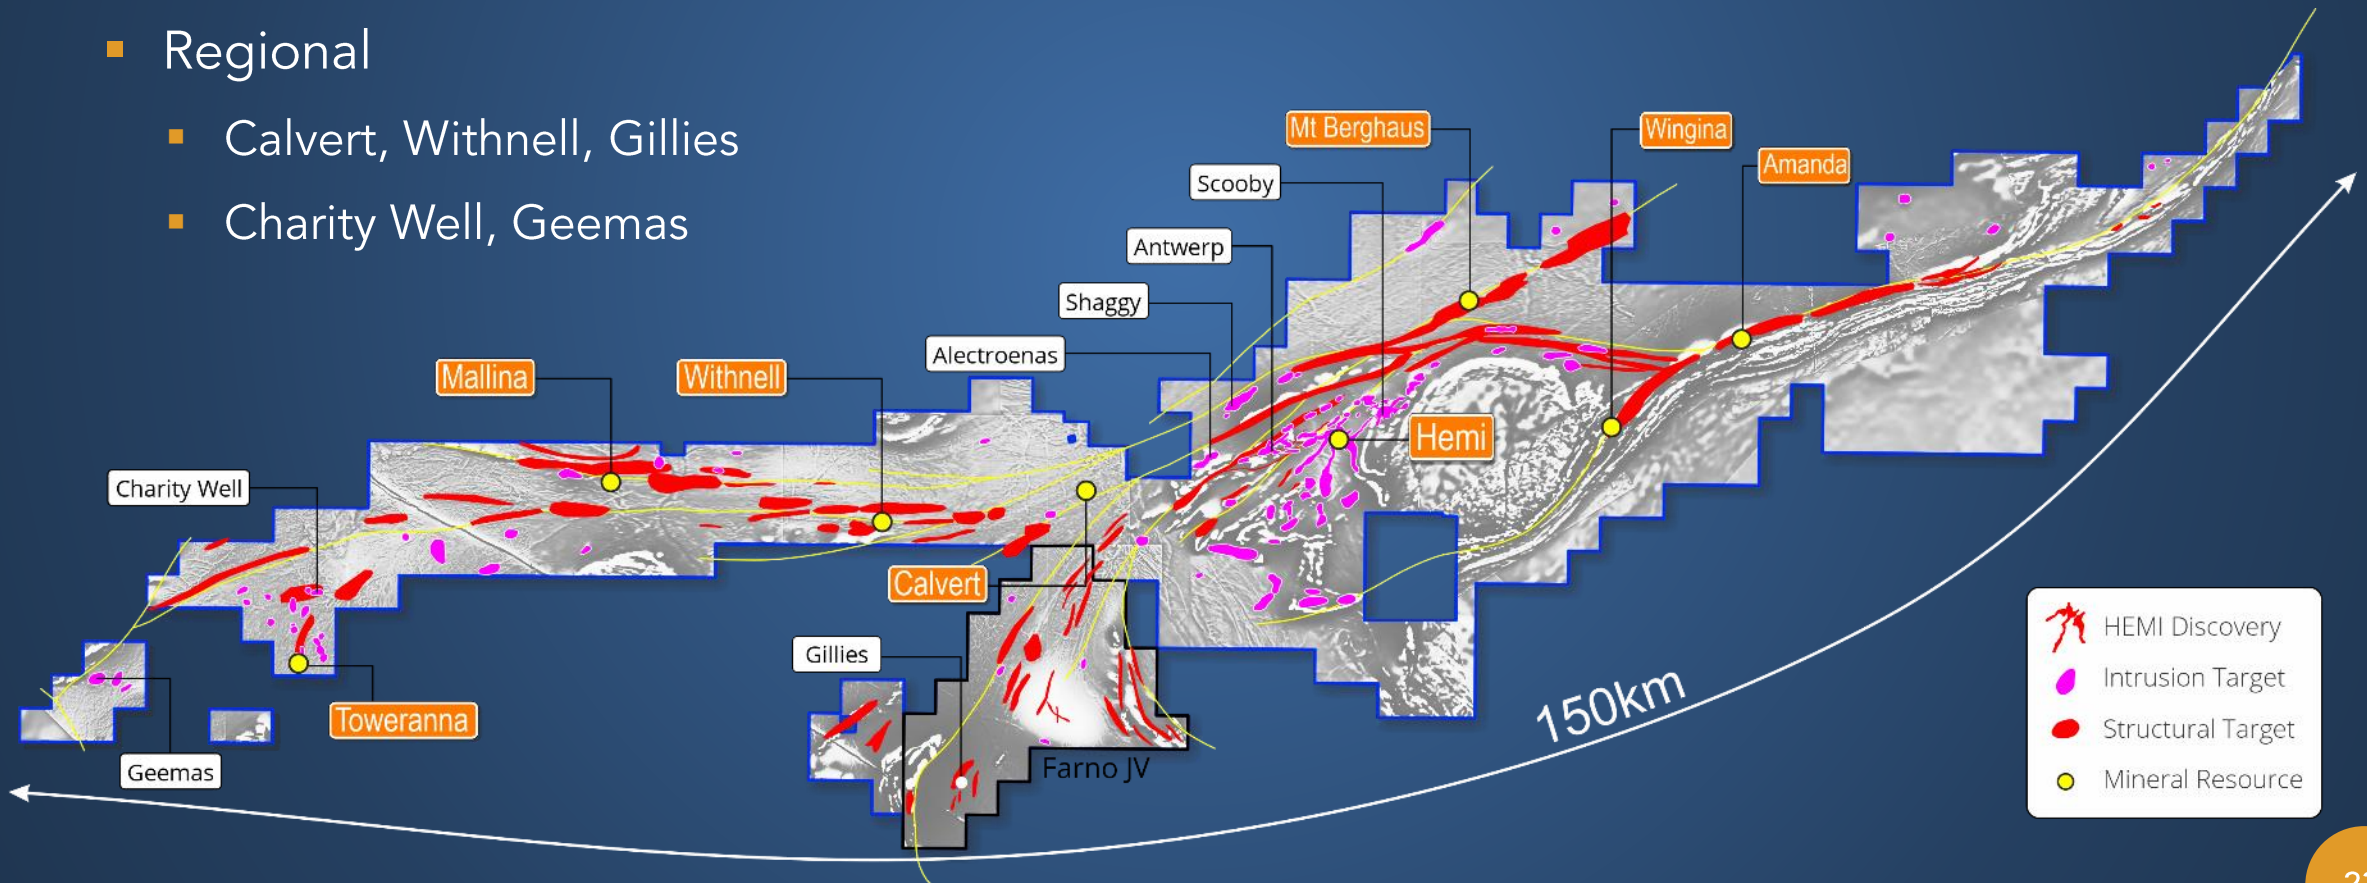 Regional
Calvert, Withnell, Gillies
Charity Well, Geemas
Mt Berghaus
Wingina
Amanda
Scooby
Antwerp
Shaggy
Alectroenas
Mallina
Withnell
Hemi
Charity Well
Calvert
Gillies
Toweranna
Geemas
Farno JV
150km
HEMI Discovery
Intrusion Target
Structural Target
Mineral Resource